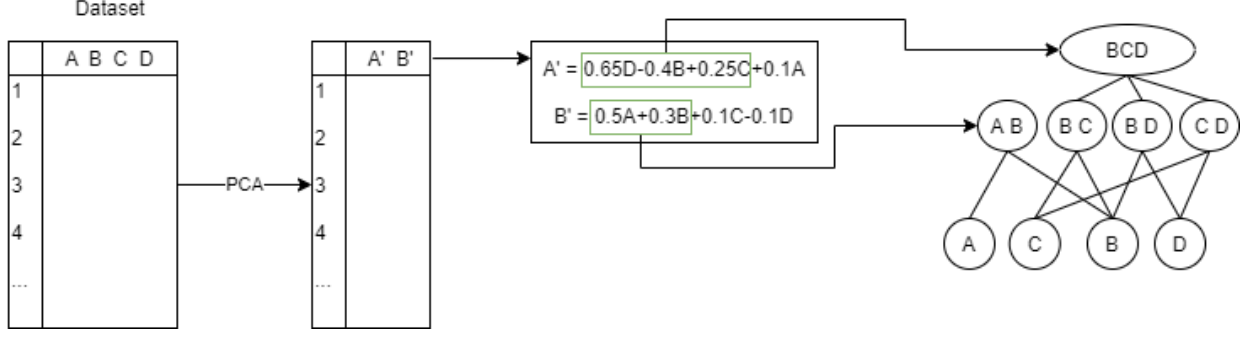 Dataset
A B C D
1
2
3
4
...
PCA
A' B'
1
2
3
4
...
A' = 0.65D-0.4B+0.25C+0.1A
B' = 0.5A+0.3B+0.1C-0.1D
BCD
A B
B C
B D
C D
A
C
B
D